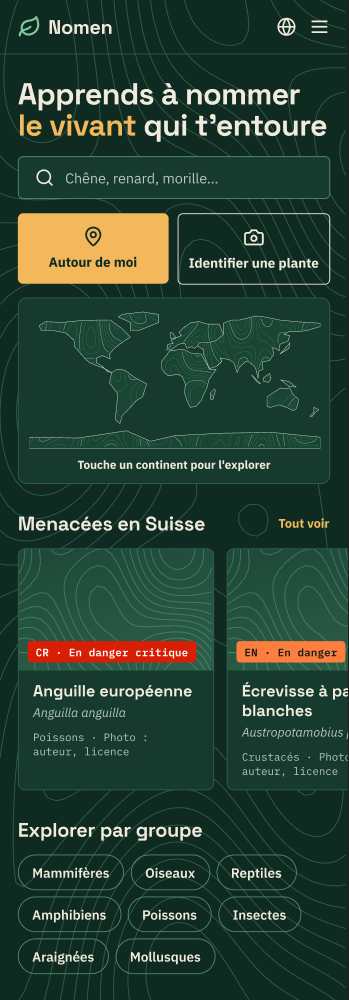 Nomen
Apprends à nommer
le vivant qui t'entoure
Chêne, renard, morille…
Autour de moi
Identifier une plante
Touche un continent pour l'explorer
Menacées en Suisse
Tout voir
CR · En danger critique
Anguille européenne
Anguilla anguilla
Poissons · Photo :
auteur, licence
EN · En danger
Écrevisse à pa
blanches
Austropotamobius
Crustacés · Photo
auteur, licence
Explorer par groupe
Mammifères
Oiseaux
Reptiles
Amphibiens
Poissons
Insectes
Araignées
Mollusques